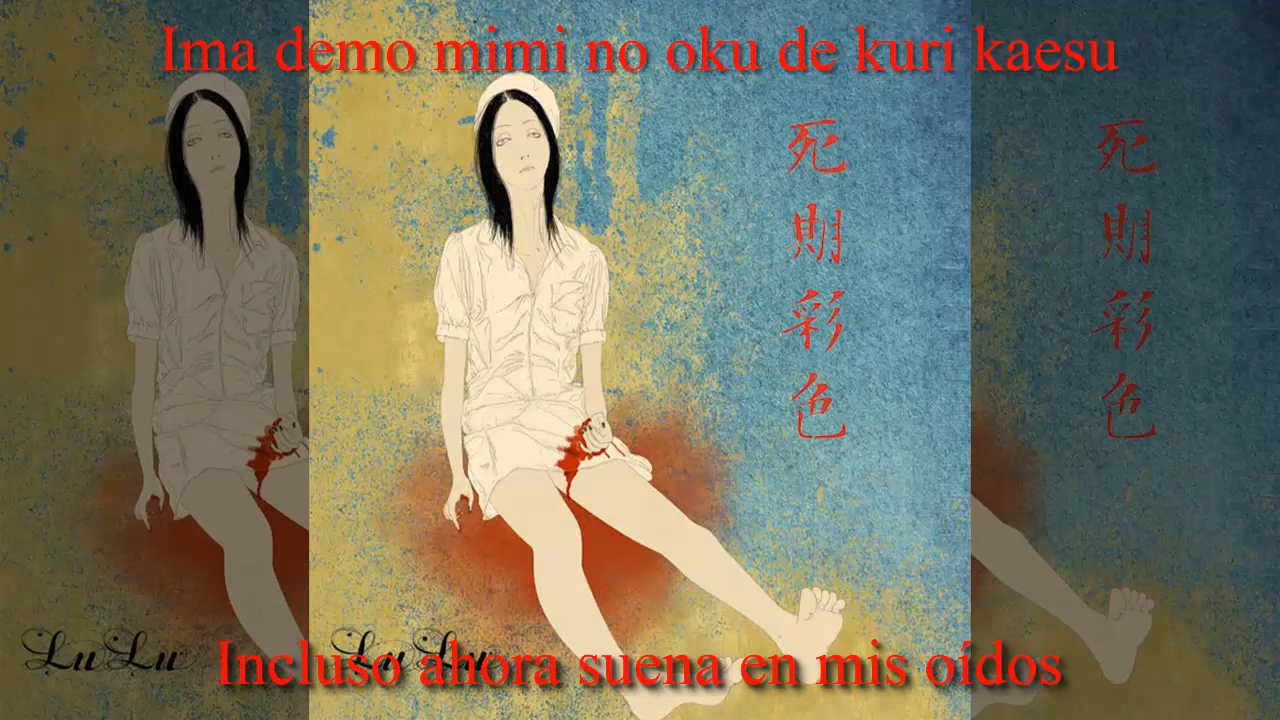 Ima demo mimi no oku de kuri kaesu
死期彩色
死期彩色
LuLu
LuLu
Incluso ahora suena en mis oídos